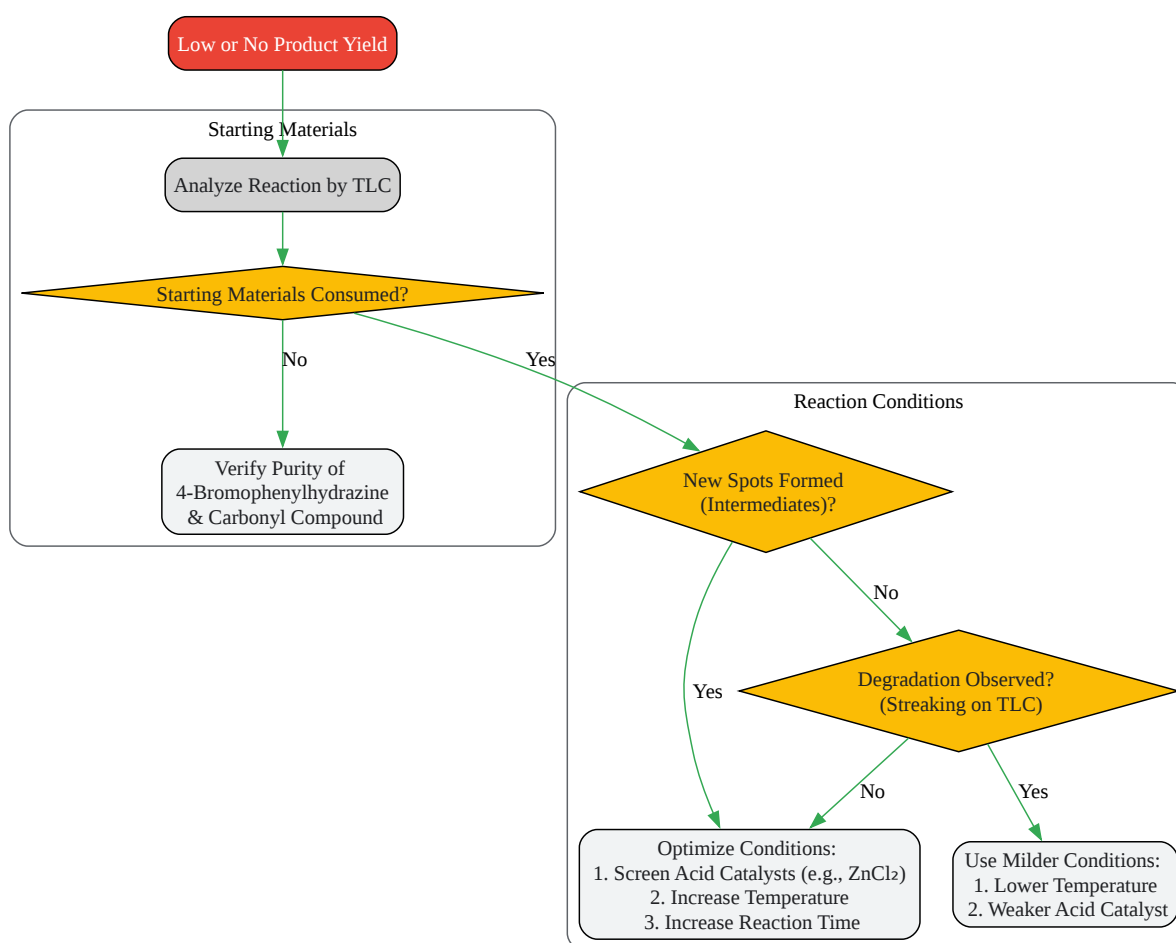 Low or No Product Yield
Starting Materials
Analyze Reaction by TLC
Starting Materials Consumed?
No
Yes
Verify Purity of
4-Bromophenylhydrazine
& Carbonyl Compound
Reaction Conditions
New Spots Formed
(Intermediates)?
No
Yes
Degradation Observed?
(Streaking on TLC)
No
Yes
Optimize Conditions:
1. Screen Acid Catalysts (e.g., ZnCl₂)
2. Increase Temperature
3. Increase Reaction Time
Use Milder Conditions:
1. Lower Temperature
2. Weaker Acid Catalyst